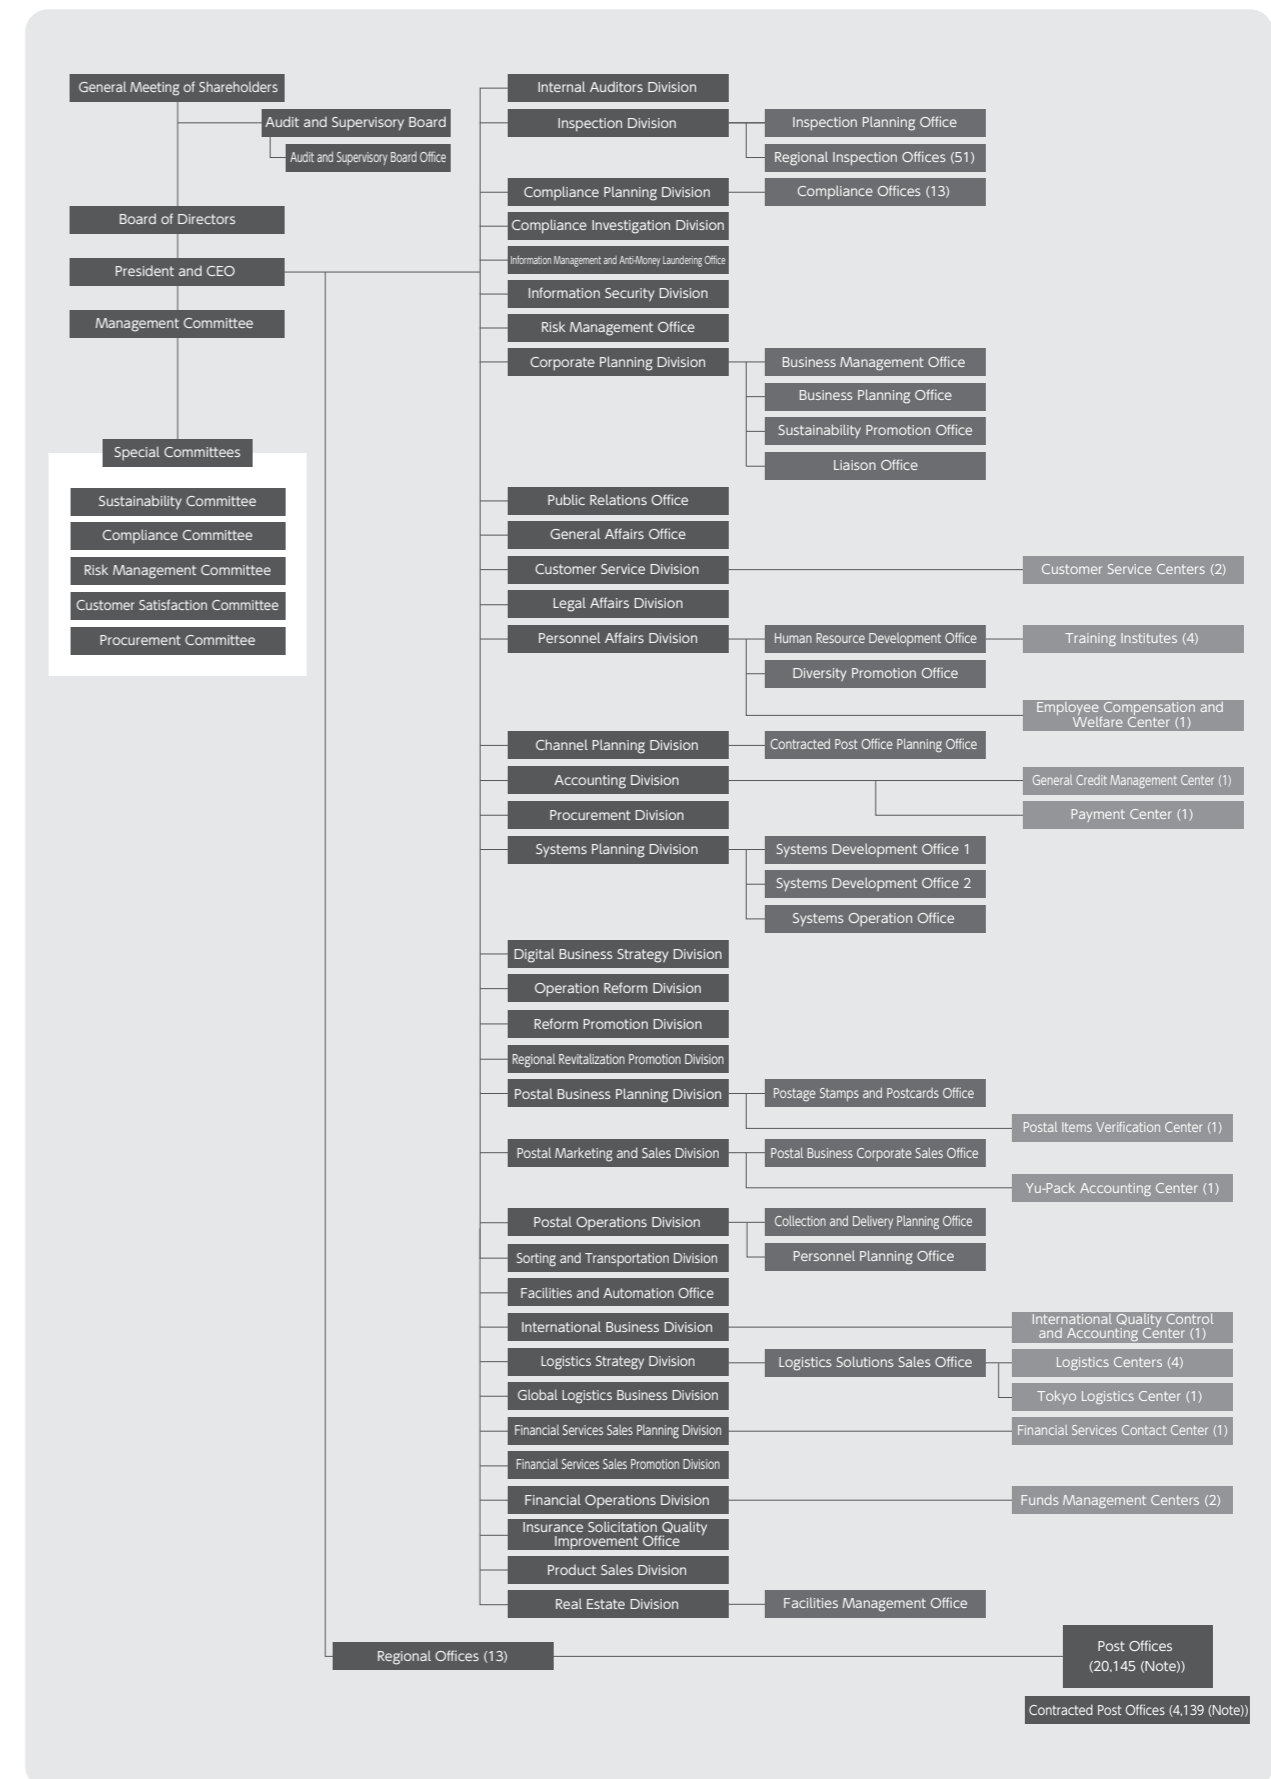 General Meeting of Shareholders
Audit and Supervisory Board
Audit and Supervisory Board Office
Board of Directors
President and CEO
Management Committee
Special Committees
Sustainability Committee
Compliance Committee
Risk Management Committee
Customer Satisfaction Committee
Procurement Committee
Internal Auditors Division
Inspection Division
Inspection Planning Office
Regional Inspection Offices (51)
Compliance Planning Division
Compliance Offices (13)
Compliance Investigation Division
Information Management and Anti-Money Laundering Office
Information Security Division
Risk Management Office
Corporate Planning Division
Business Management Office
Business Planning Office
Sustainability Promotion Office
Liaison Office
Public Relations Office
General Affairs Office
Customer Service Division
Customer Service Centers (2)
Legal Affairs Division
Personnel Affairs Division
Human Resource Development Office
Training Institutes (4)
Diversity Promotion Office
Employee Compensation and
Welfare Center (1)
Channel Planning Division
Contracted Post Office Planning Office
Accounting Division
General Credit Management Center (1)
Procurement Division
Payment Center (1)
Systems Planning Division
Systems Development Office 1
Systems Development Office 2
Systems Operation Office
Digital Business Strategy Division
Operation Reform Division
Reform Promotion Division
Regional Revitalization Promotion Division
Postal Business Planning Division
Postage Stamps and Postcards Office
Postal Items Verification Center (1)
Postal Marketing and Sales Division
Postal Business Corporate Sales Office
Yu-Pack Accounting Center (1)
Postal Operations Division
Collection and Delivery Planning Office
Sorting and Transportation Division
Personnel Planning Office
Facilities and Automation Office
International Business Division
International Quality Control
and Accounting Center (1)
Logistics Strategy Division
Logistics Solutions Sales Office
Logistics Centers (4)
Global Logistics Business Division
Tokyo Logistics Center (1)
Financial Services Sales Planning Division
Financial Services Contact Center (1)
Financial Services Sales Promotion Division
Financial Operations Division
Funds Management Centers (2)
Insurance Solicitation Quality
Improvement Office
Product Sales Division
Real Estate Division
Facilities Management Office
Regional Offices (13)
Post Offices
(20,145 (Note))
Contracted Post Offices (4,139 (Note))